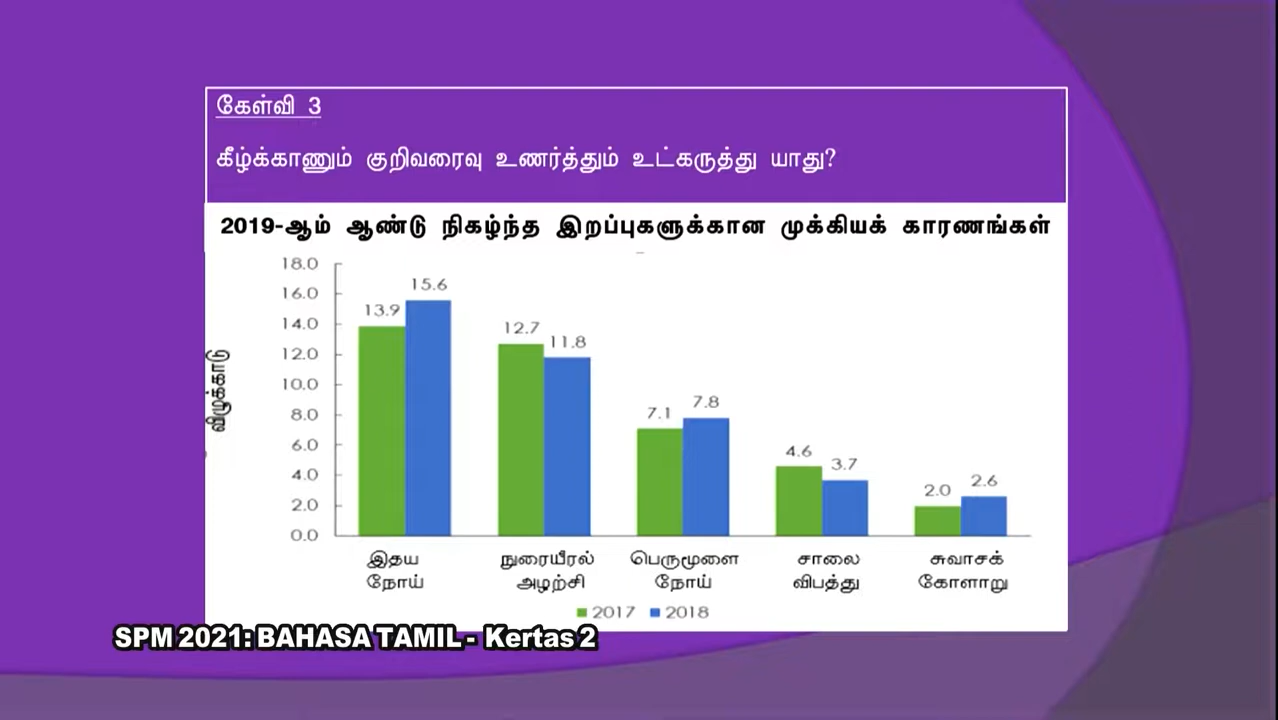 கேள்வி 3
கீழ்க்காணும் குறிவரைவு உணர்த்தும் உட்கருத்து யாது?
2019-ஆம் ஆண்டு நிகழ்ந்த இறப்புகளுக்கான முக்கியக் காரணங்கள்
விழுக்காடு
18.0
16.0
14.0
12.0
10.0
8.0
6.0
4.0
2.0
0.0
13.9 15.6
12.7 11.8
7.1 7.8
4.6 3.7
2.0 2.6
இதய நோய்
நுரையீரல் அழற்சி
பெருமூளை நோய்
சாலை விபத்து
சுவாசக் கோளாறு
2017 2018
SPM 2021: BAHASA TAMIL - Kertas 2